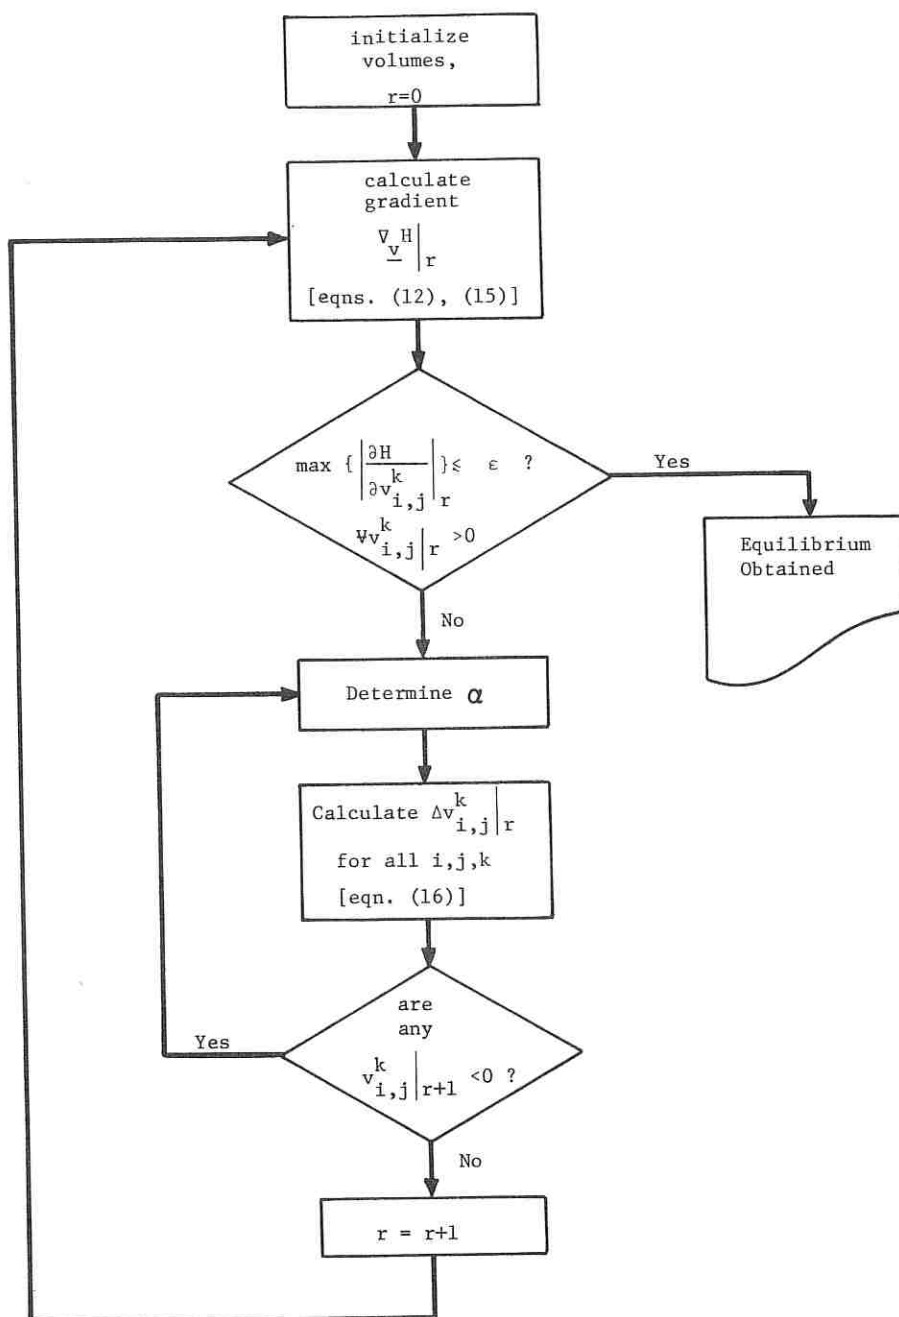 initialize
volumes,
r=0
calculate
gradient
∇_v H|_r
[eqns. (12), (15)]
max {|∂H/∂v^k_{i,j}|_r} ≤ ε ?
∀v^k_{i,j}|_r >0
Yes
Equilibrium
Obtained
No
Determine α
Calculate Δv^k_{i,j}|_r
for all i,j,k
[eqn. (16)]
are
any
v^k_{i,j}|_{r+1} <0 ?
Yes
No
r = r+1